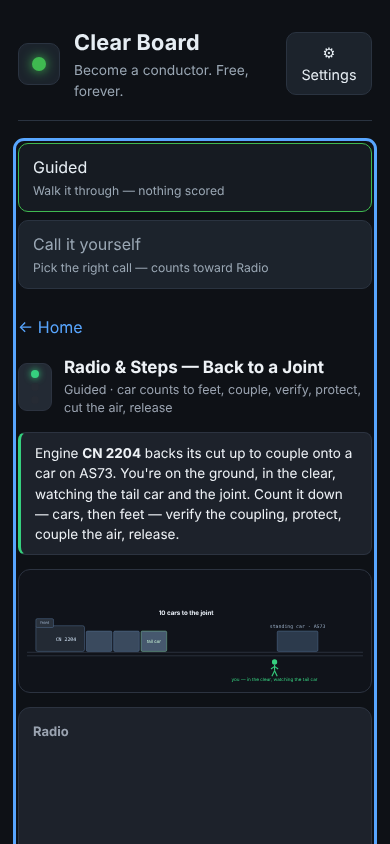 Clear Board
Become a conductor. Free,
forever.
Settings
Guided
Walk it through — nothing scored
Call it yourself
Pick the right call — counts toward Radio
← Home
Radio & Steps — Back to a Joint
Guided · car counts to feet, couple, verify, protect,
cut the air, release
Engine CN 2204 backs its cut up to couple onto a
car on AS73. You're on the ground, in the clear,
watching the tail car and the joint. Count it down
— cars, then feet — verify the coupling, protect,
couple the air, release.
10 cars to the joint
CN 2204
tail car
standing car · AS73
you — in the clear, watching the tail car
Radio